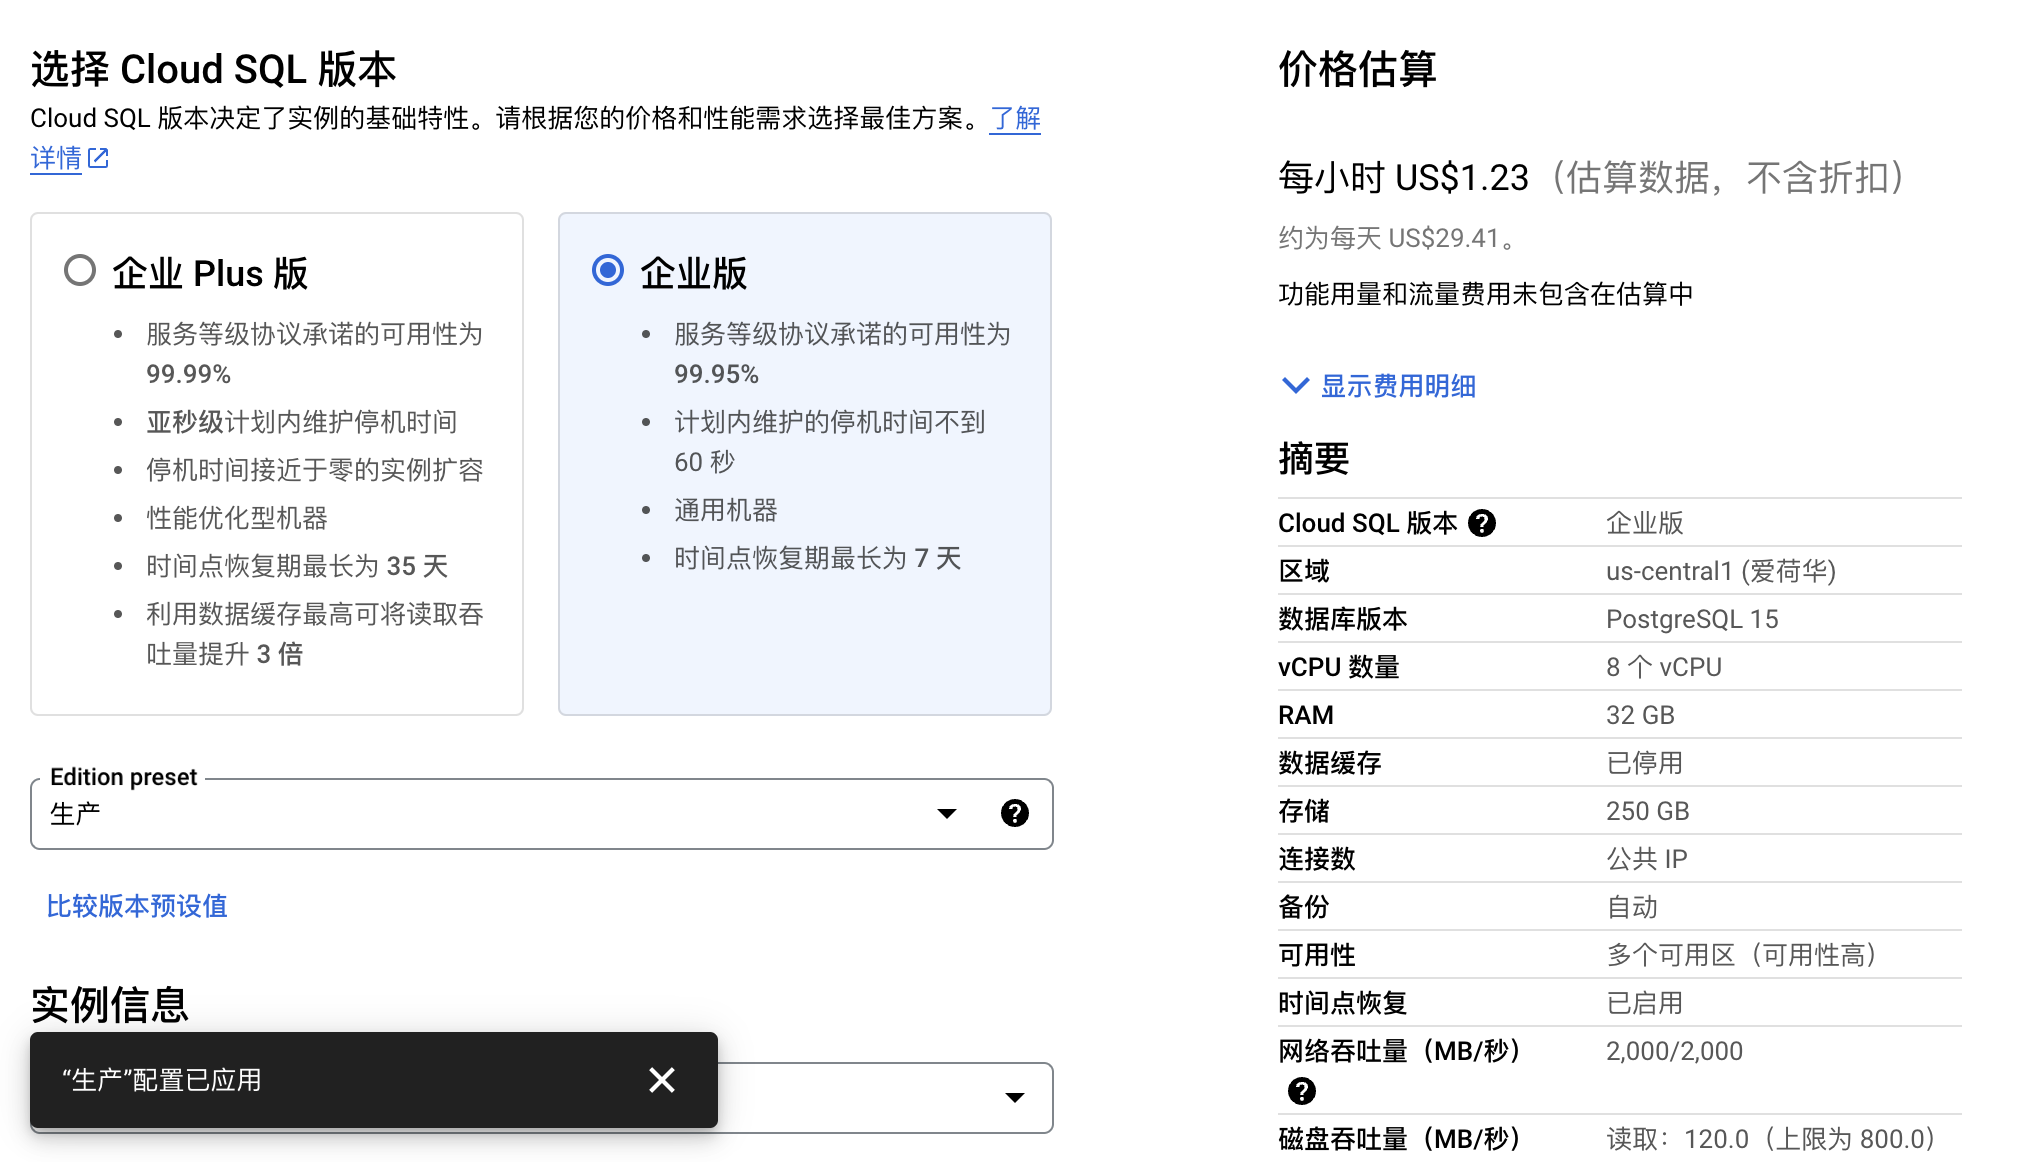 选择 Cloud SQL 版本
Cloud SQL 版本决定了实例的基础特性。请根据您的价格和性能需求选择最佳方案。了解
详情
企业 Plus 版
服务等级协议承诺的可用性为
99.99%
亚秒级计划内维护停机时间
停机时间接近于零的实例扩容
性能优化型机器
时间点恢复期最长为 35 天
利用数据缓存最高可将读取吞
吐量提升 3 倍
企业版
服务等级协议承诺的可用性为
99.95%
计划内维护的停机时间不到
60 秒
通用机器
时间点恢复期最长为 7 天
Edition preset
生产
比较版本预设值
实例信息
“生产”配置已应用
价格估算
每小时 US$1.23（估算数据，不含折扣）
约为每天 US$29.41。
功能用量和流量费用未包含在估算中
显示费用明细
摘要
Cloud SQL 版本 企业版
区域 us-central1 (爱荷华)
数据库版本 PostgreSQL 15
vCPU 数量 8 个 vCPU
RAM 32 GB
数据缓存 已停用
存储 250 GB
连接数 公共 IP
备份 自动
可用性 多个可用区（可用性高）
时间点恢复 已启用
网络吞吐量（MB/秒） 2,000/2,000
磁盘吞吐量（MB/秒） 读取：120.0（上限为 800.0）